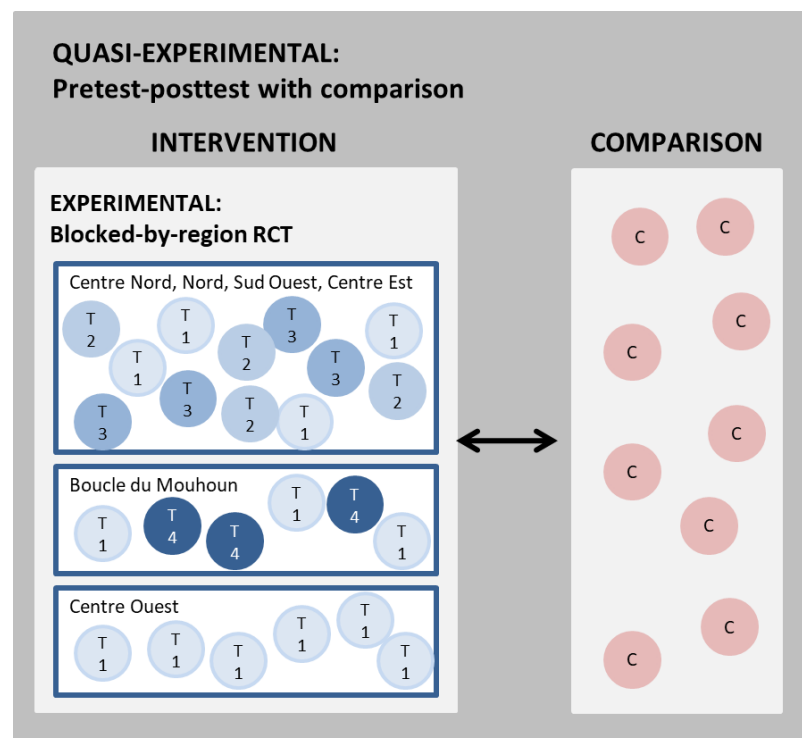 QUASI-EXPERIMENTAL:
Pretest-posttest with comparison
INTERVENTION
COMPARISON
EXPERIMENTAL:
Blocked-by-region RCT
Centre Nord, Nord, Sud Ouest, Centre Est
T
2
T
1
T
3
T
1
T
1
T
2
T
3
T
3
T
3
T
2
T
1
T
2
Boucle du Mouhoun
T
1
T
4
T
4
T
1
T
4
T
1
Centre Ouest
T
1
T
1
T
1
T
1
T
1
T
1
C
C
C
C
C
C
C
C
C